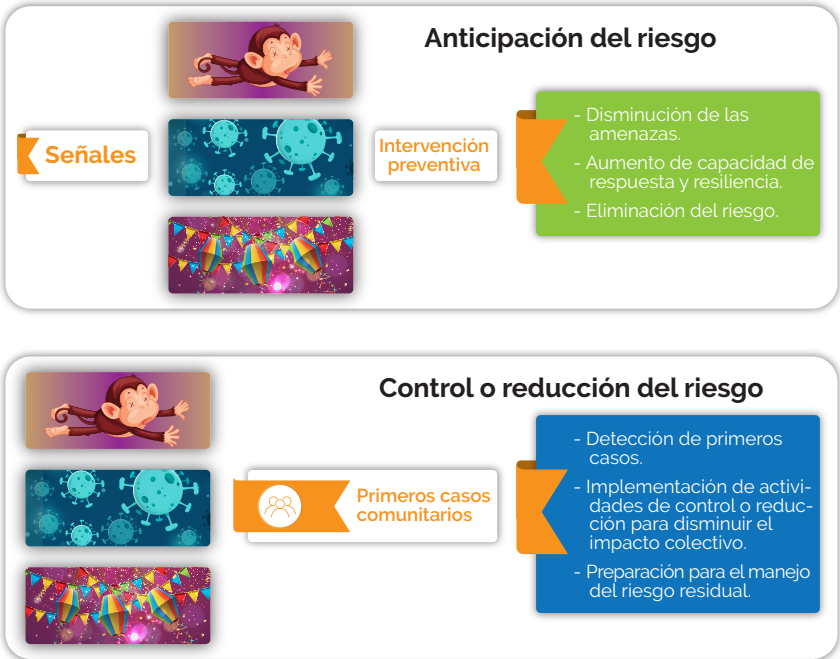 Anticipación del riesgo
Señales
Intervención
preventiva
- Disminución de las
amenazas.
- Aumento de capacidad de
respuesta y resiliencia.
- Eliminación del riesgo.
Control o reducción del riesgo
Primeros casos
comunitarios
- Detección de primeros
casos.
- Implementación de activi-
dades de control o reduc-
ción para disminuir el
impacto colectivo.
- Preparación para el manejo
del riesgo residual.